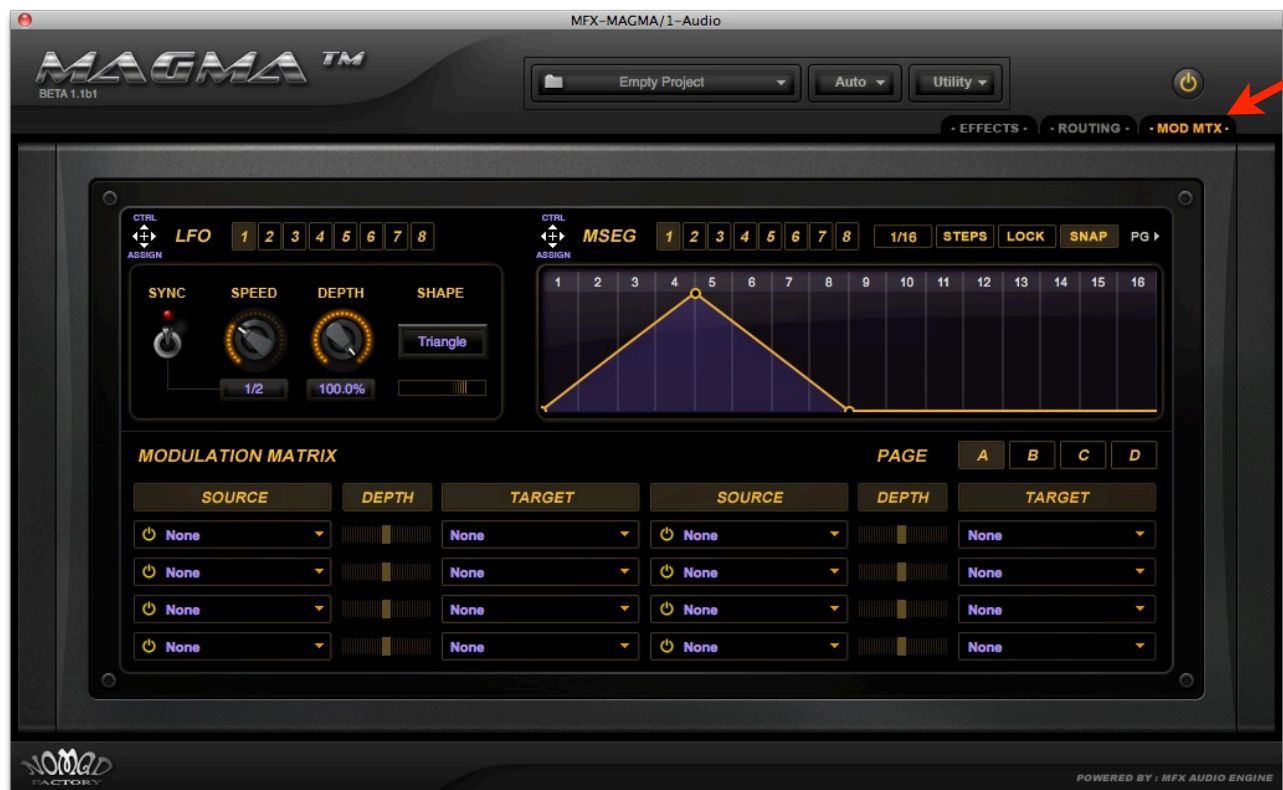 MFX-MAGMA/1-Audio
MAGMA ™
BETA 1.1b1
Empty Project Auto Utility
- EFFECTS - - ROUTING - - MOD MTX -
CTRL LFO 1 2 3 4 5 6 7 8 CTRL MSEG 1 2 3 4 5 6 7 8 1/16 STEPS LOCK SNAP PG
ASSIGN ASSIGN
SYNC SPEED DEPTH SHAPE 1 2 3 4 5 6 7 8 9 10 11 12 13 14 15 16
Triangle
1/2 100.0%
MODULATION MATRIX PAGE A B C D
SOURCE DEPTH TARGET SOURCE DEPTH TARGET
None None None None
None None None None
None None None None
None None None None
NOMAD
FACTORY
POWERED BY : MFX AUDIO ENGINE